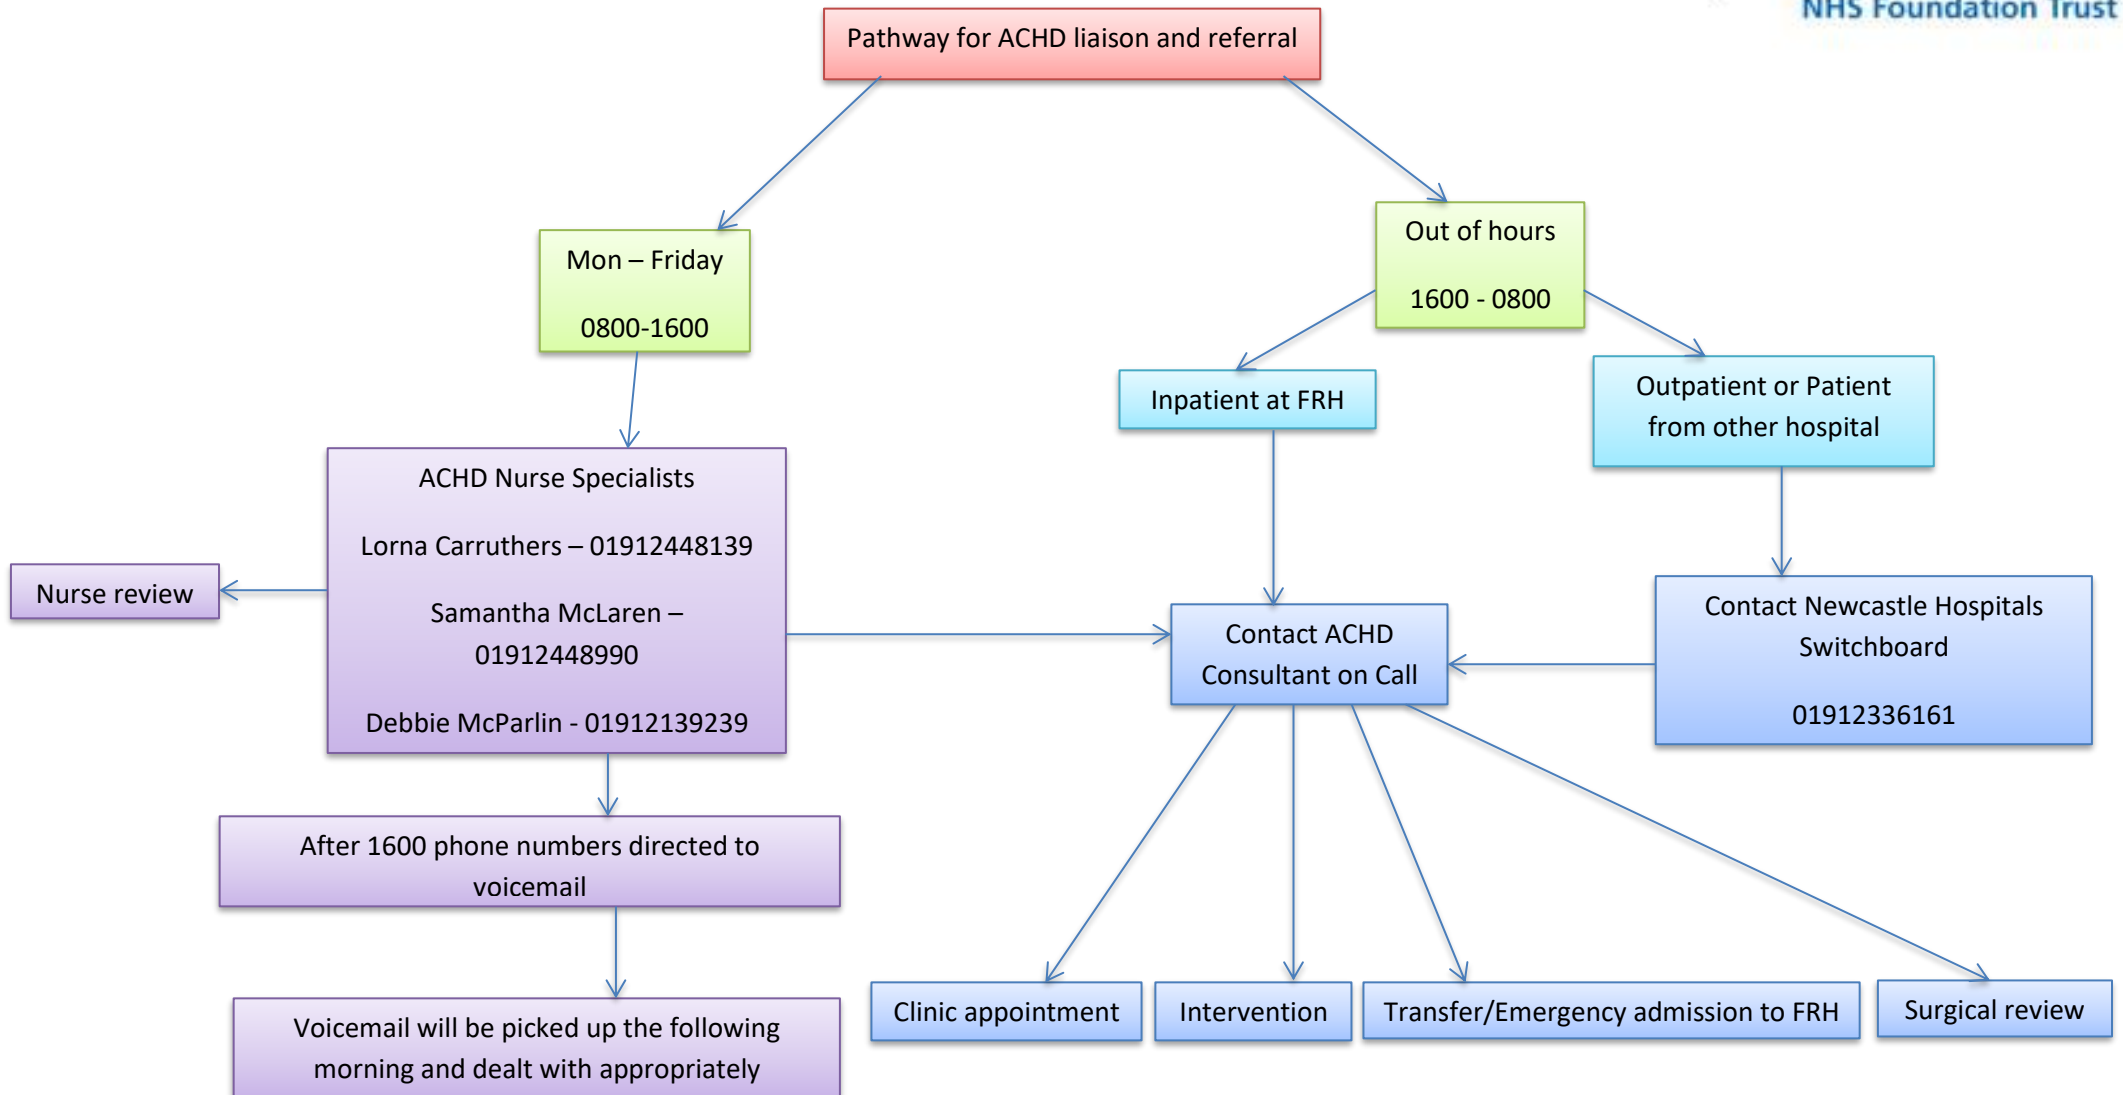 NHS Foundation Trust
Pathway for ACHD liaison and referral
Mon – Friday
0800-1600
Out of hours
1600 - 0800
Inpatient at FRH
Outpatient or Patient
from other hospital
ACHD Nurse Specialists
Lorna Carruthers – 01912448139
Samantha McLaren –
01912448990
Debbie McParlin - 01912139239
Nurse review
Contact ACHD
Consultant on Call
Contact Newcastle Hospitals
Switchboard
01912336161
After 1600 phone numbers directed to
voicemail
Voicemail will be picked up the following
morning and dealt with appropriately
Clinic appointment
Intervention
Transfer/Emergency admission to FRH
Surgical review